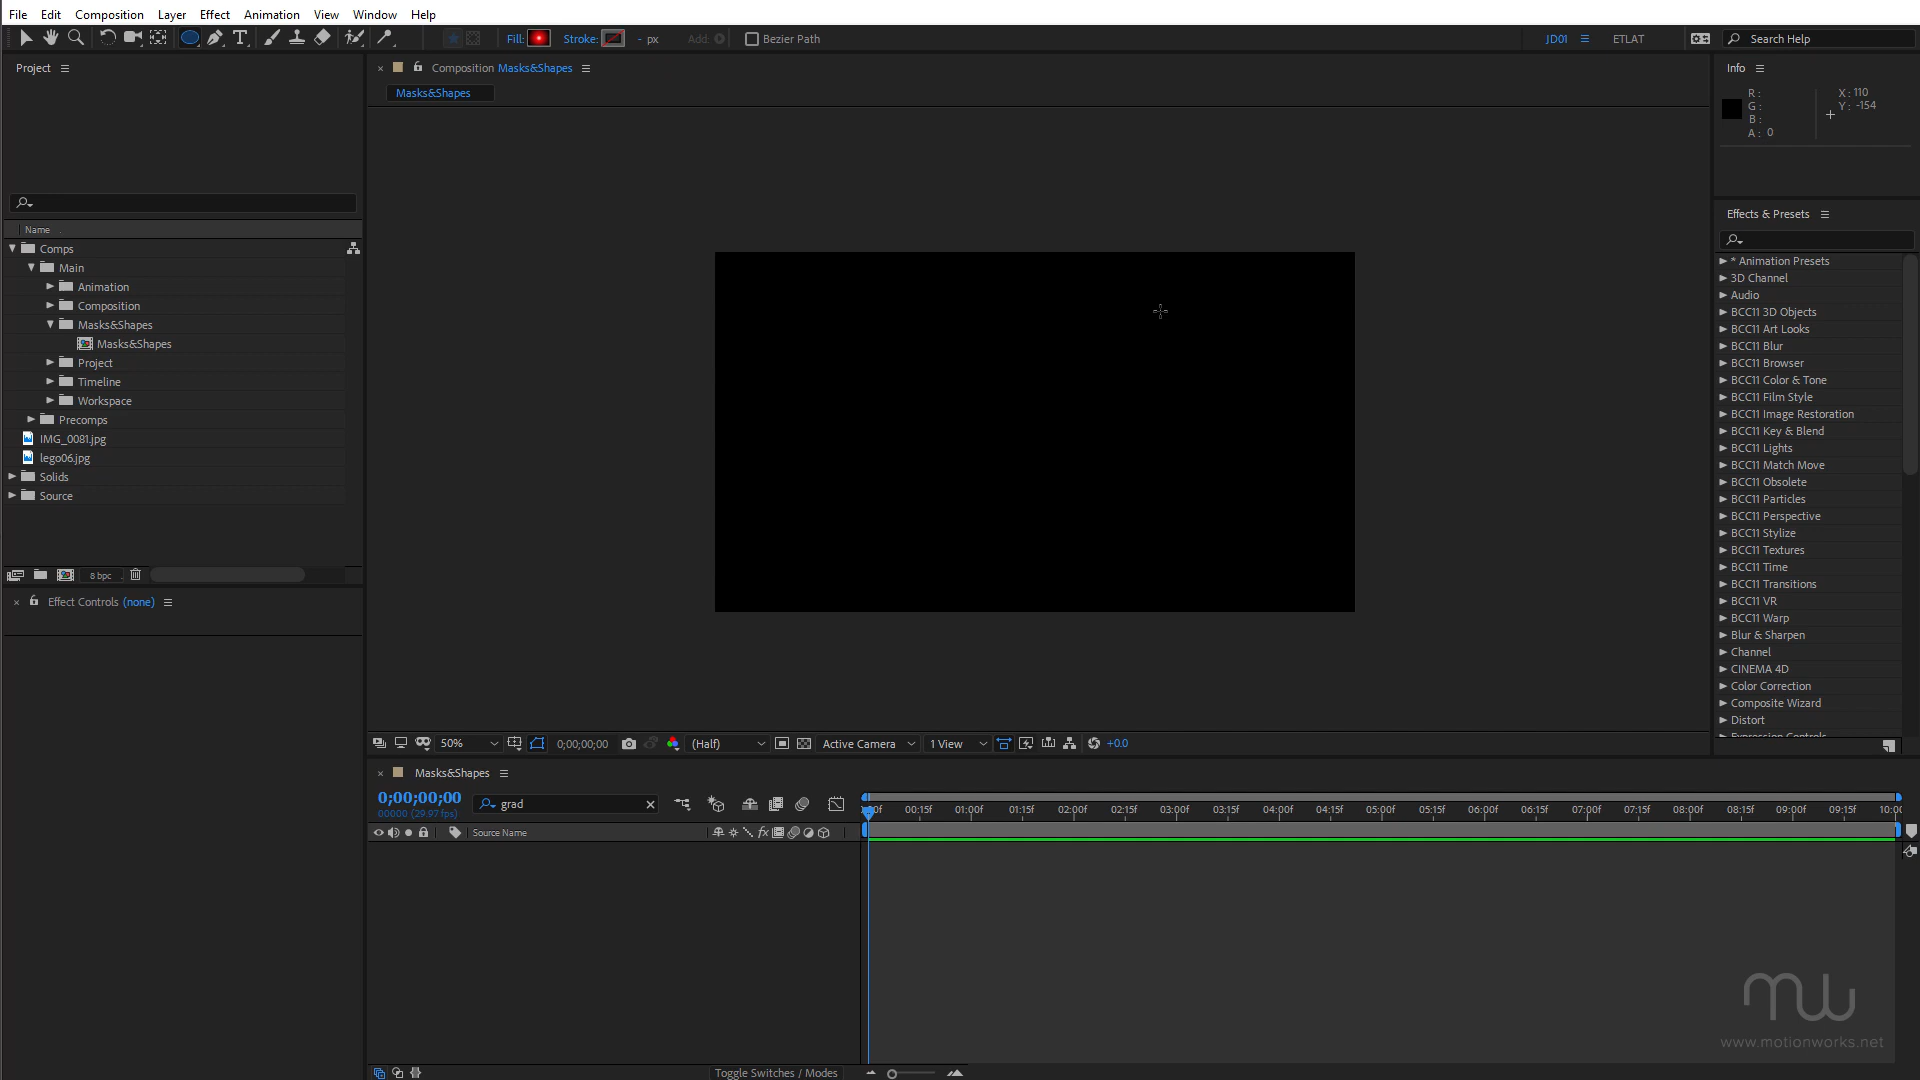 File Edit Composition Layer Effect Animation View Window Help
Fill: Stroke: - px Add: Bezier Path JD01 ETLAT Search Help
Project
Composition Masks&Shapes
Info
Masks&Shapes
R : X : 110
G : Y : -154
B :
A : 0
Effects & Presets
Name
Comps
Main
Animation
Composition
Masks&Shapes
Masks&Shapes
Project
Timeline
Workspace
Precomps
IMG_0081.jpg
lego06.jpg
Solids
Source
8 bpc
Effect Controls (none)
* Animation Presets
3D Channel
Audio
BCC11 3D Objects
BCC11 Art Looks
BCC11 Blur
BCC11 Browser
BCC11 Color & Tone
BCC11 Film Style
BCC11 Image Restoration
BCC11 Key & Blend
BCC11 Lights
BCC11 Match Move
BCC11 Obsolete
BCC11 Particles
BCC11 Perspective
BCC11 Stylize
BCC11 Textures
BCC11 Time
BCC11 Transitions
BCC11 VR
BCC11 Warp
Blur & Sharpen
Channel
CINEMA 4D
Color Correction
Composite Wizard
Distort
Expression Controls
50% 0;00;00;00 (Half) Active Camera 1 View +0.0
Masks&Shapes
0;00;00;00 grad
00000 (29.97 fps)
00:15f 01:00f 01:15f 02:00f 02:15f 03:00f 03:15f 04:00f 04:15f 05:00f 05:15f 06:00f 06:15f 07:00f 07:15f 08:00f 08:15f 09:00f 09:15f
Source Name
Toggle Switches / Modes
mw
www.motionworks.net